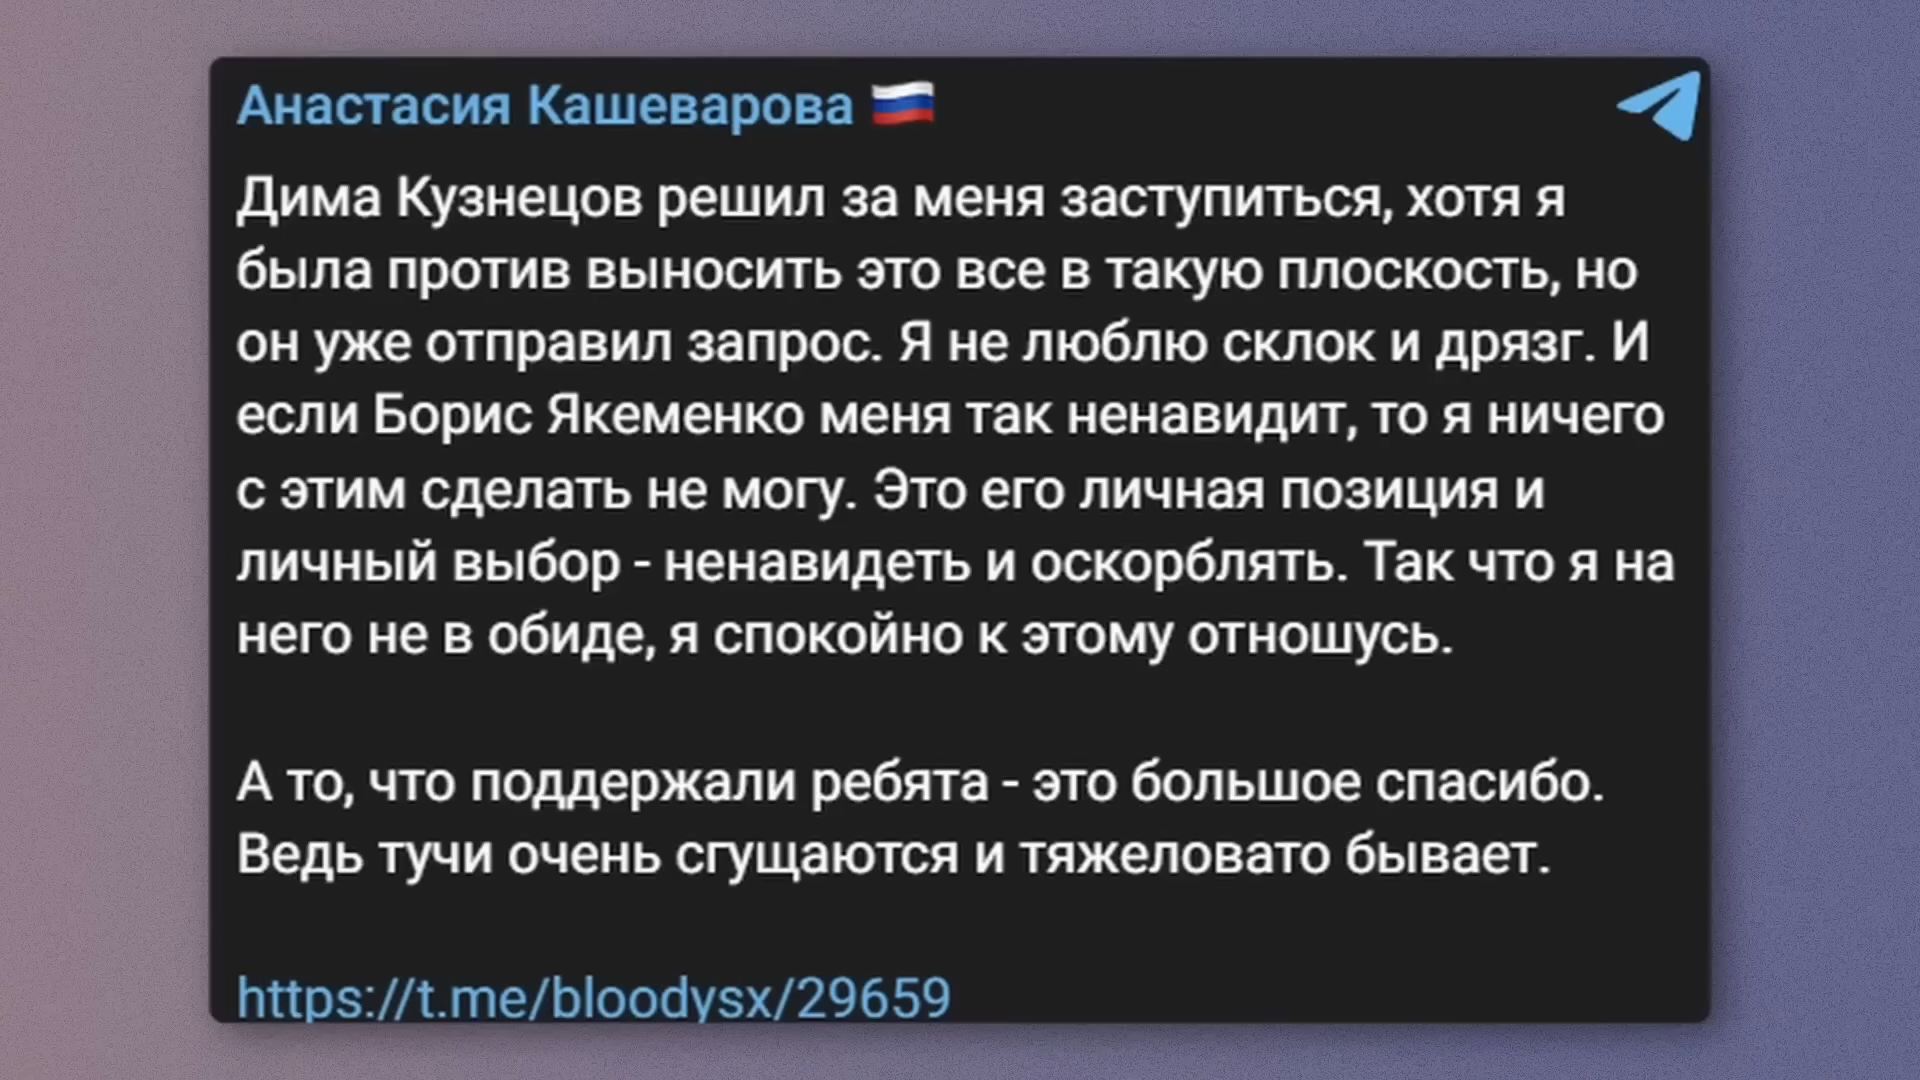 Анастасия Кашеварова 🇷🇺
Дима Кузнецов решил за меня заступиться, хотя я
была против выносить это все в такую плоскость, но
он уже отправил запрос. Я не люблю склок и дрязг. И
если Борис Якеменко меня так ненавидит, то я ничего
с этим сделать не могу. Это его личная позиция и
личный выбор - ненавидеть и оскорблять. Так что я на
него не в обиде, я спокойно к этому отношусь.
А то, что поддержали ребята - это большое спасибо.
Ведь тучи очень сгущаются и тяжеловато бывает.
https://t.me/bloodysx/29659